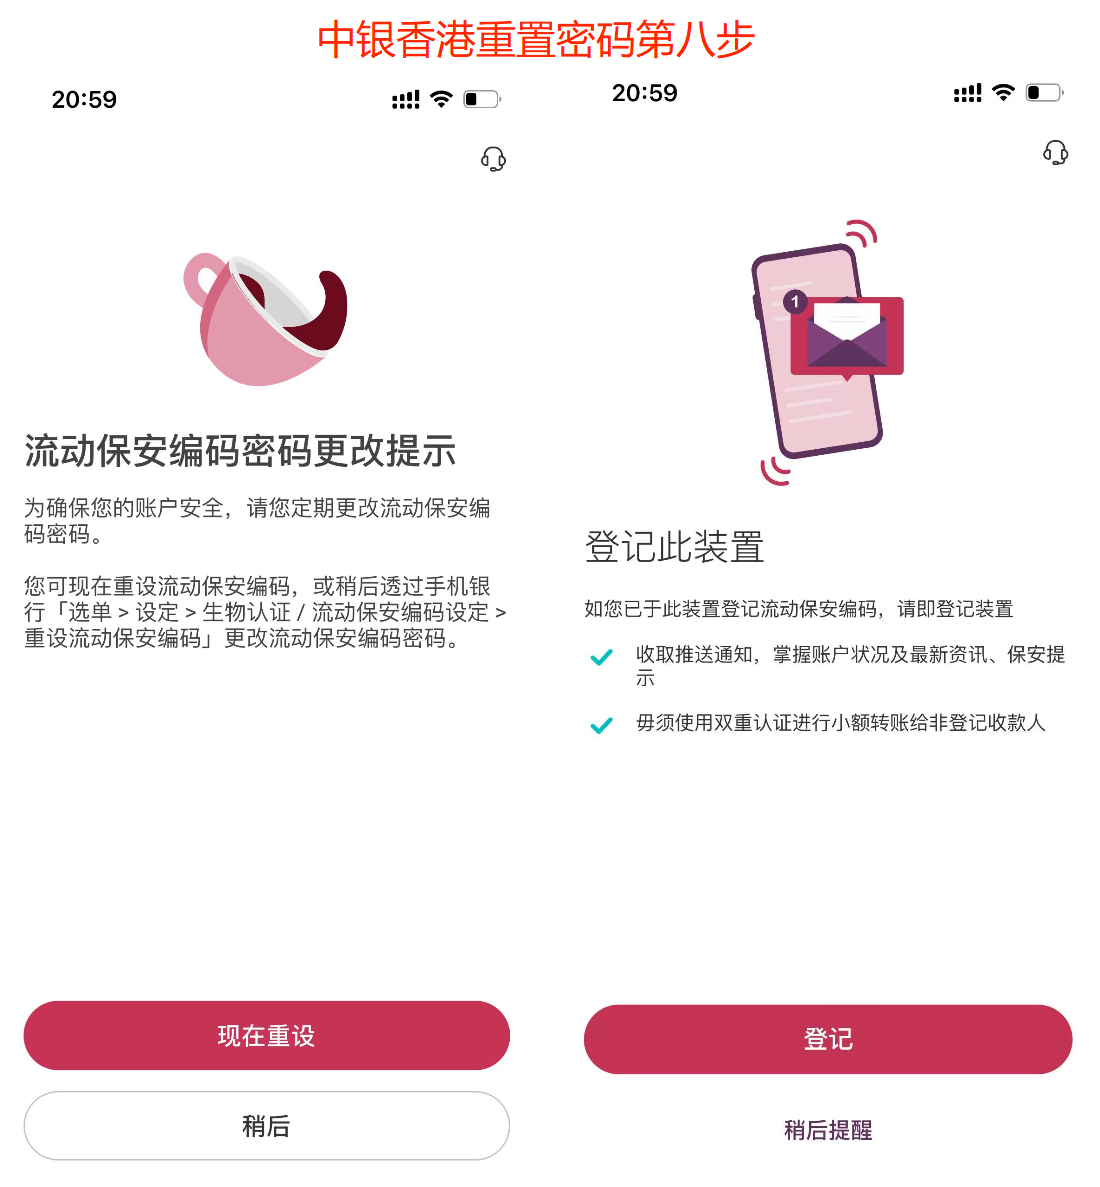 中银香港重置密码第八步
20:59
流动保安编码密码更改提示
为确保您的账户安全，请您定期更改流动保安编
码密码。
您可现在重设流动保安编码，或稍后透过手机银
行「选单 > 设定 > 生物认证 / 流动保安编码设定 >
重设流动保安编码」更改流动保安编码密码。
现在重设
稍后
20:59
1
登记此装置
如您已于此装置登记流动保安编码，请即登记装置
收取推送通知，掌握账户状况及最新资讯、保安提
示
毋须使用双重认证进行小额转账给非登记收款人
登记
稍后提醒